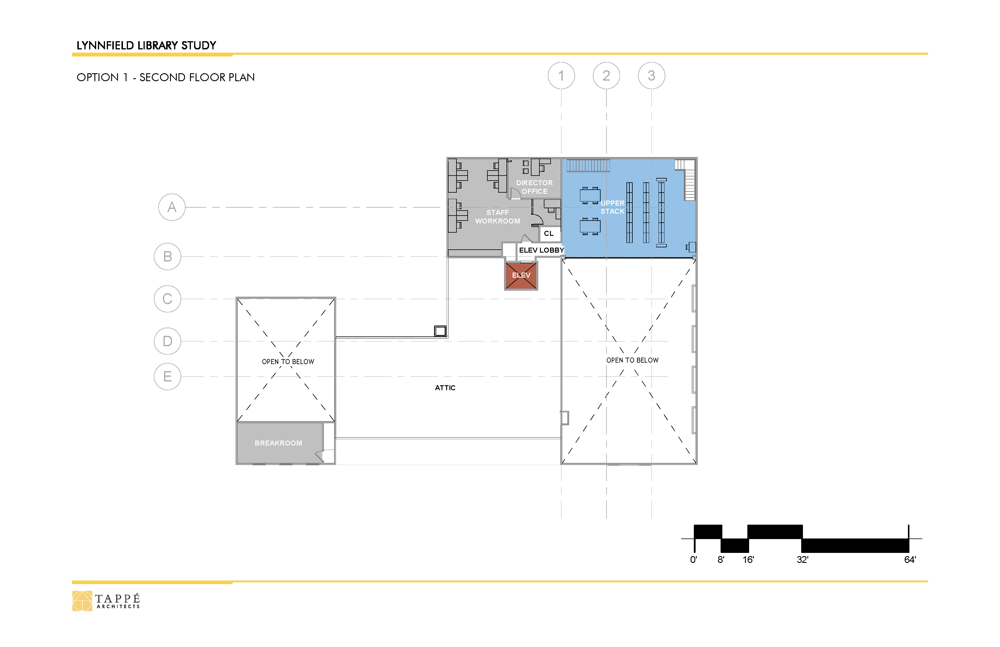 LYNNFIELD LIBRARY STUDY
OPTION 1 - SECOND FLOOR PLAN
1
2
3
A
B
C
D
E
DIRECTOR
OFFICE
UPPER
STACK
STAFF
WORKROOM
CL
ELEV LOBBY
ELEV
OPEN TO BELOW
OPEN TO BELOW
ATTIC
BREAKROOM
0'
8'
16'
32'
64'
TAPPÉ
ARCHITECTS